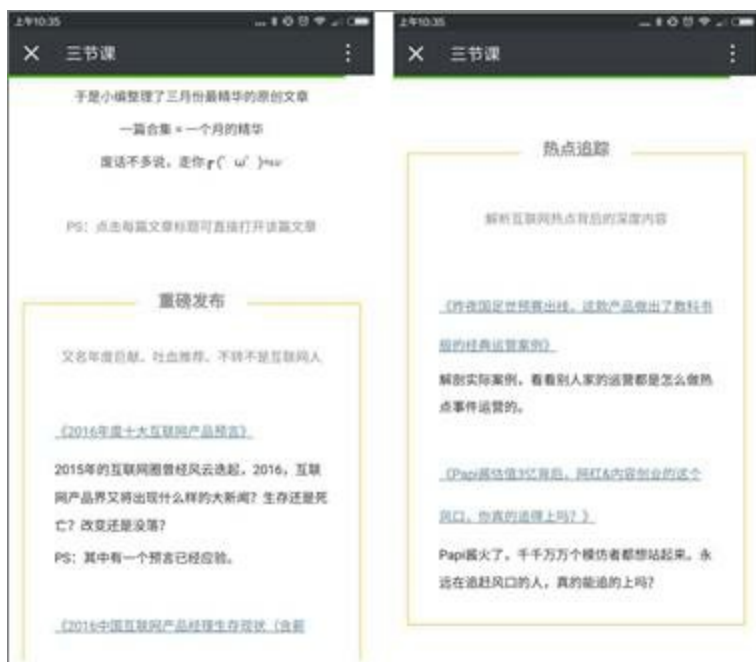 上午10:35
三节课
于是小编整理了三月份最精华的原创文章
一篇合集 = 一个月的精华
废话不多说，走你
PS：点击每篇文章标题可直接打开该篇文章
重磅发布
又名年度巨献、吐血推荐、不转不是互联网人
《2016年度十大互联网产品预言》
2015年的互联网圈曾经风云迭起，2016，互联
网产品界又将出现什么样的大新闻？生存还是死
亡？改变还是没落？
PS：其中有一个预言已经应验。
《2016中国互联网产品经理生存现状（含薪
上午10:35
三节课
热点追踪
解析互联网热点背后的深度内容
《昨夜国足世预赛出线，这款产品做出了教科书
般的经典运营案例》
解剖实际案例，看看别人家的运营都是怎么做热
点事件运营的。
《Papi酱估值3亿背后，网红&内容创业的这个
风口，你真的追得上吗？》
Papi酱火了，千千万万个模仿者都想站起来。永
远在追赶风口的人，真的能追的上吗？